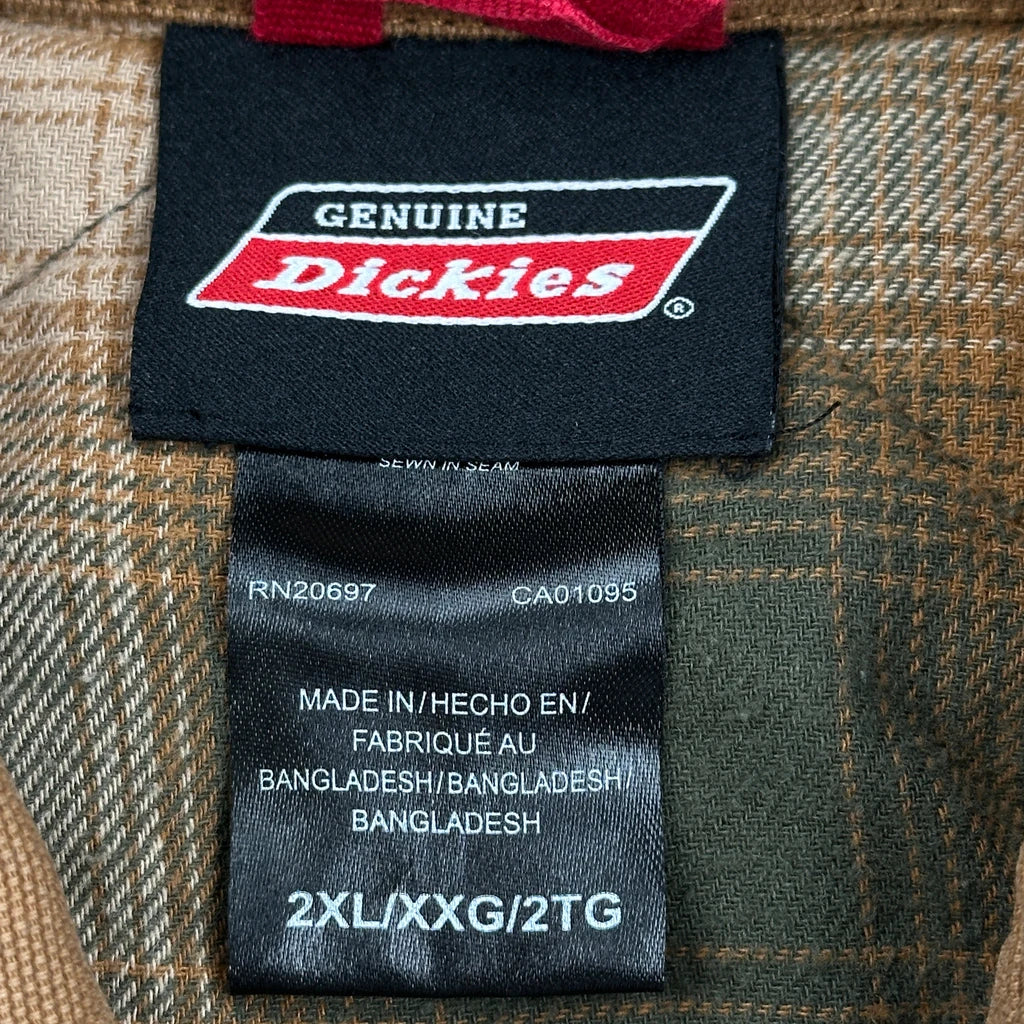 GENUINE
Dickies
®
SEWN IN SEAM
RN20697 CA01095
MADE IN/HECHO EN/
FABRIQUÉ AU
BANGLADESH/BANGLADESH/
BANGLADESH
2XL/XXG/2TG